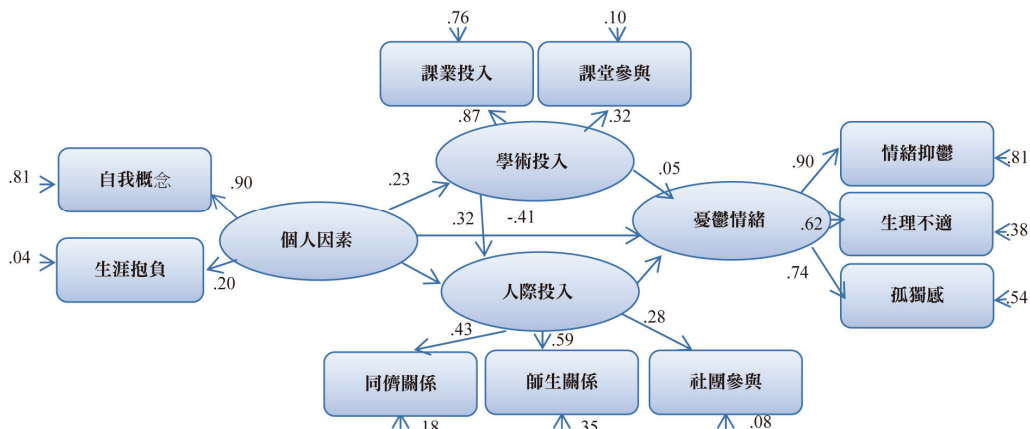 .76
.10
課業投入
課堂參與
.87
.32
學術投入
情緒抑鬱
.90
.81
.81
自我概念
.90
.23
.05
憂鬱情緒
.62
生理不適
.38
個人因素
.32
-.41
.04
生涯抱負
.20
人際投入
.74
孤獨感
.54
.43
.59
.28
同儕關係
師生關係
社團參與
.18
.35
.08